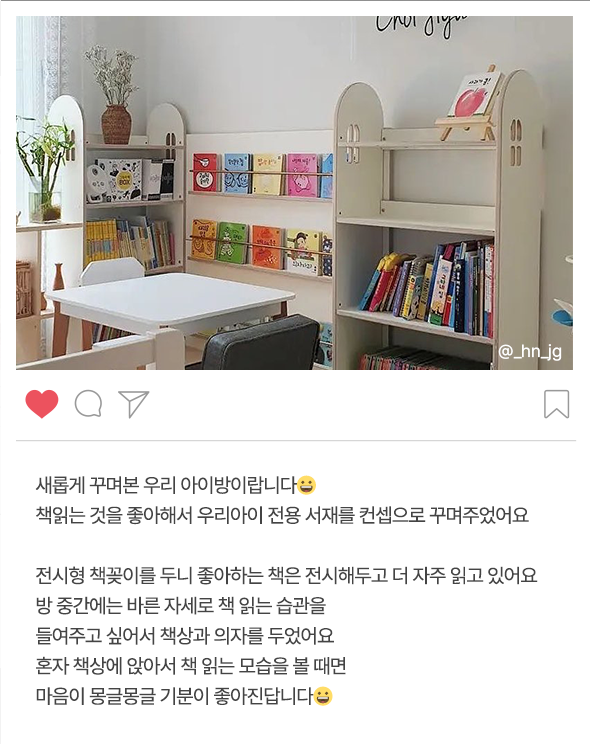 @_hn_jg
새롭게 꾸며본 우리 아이방이랍니다😀
책읽는 것을 좋아해서 우리아이 전용 서재를 컨셉으로 꾸며주었어요
전시형 책꽂이를 두니 좋아하는 책은 전시해두고 더 자주 읽고 있어요
방 중간에는 바른 자세로 책 읽는 습관을
들여주고 싶어서 책상과 의자를 두었어요
혼자 책상에 앉아서 책 읽는 모습을 볼 때면
마음이 몽글몽글 기분이 좋아진답니다😀